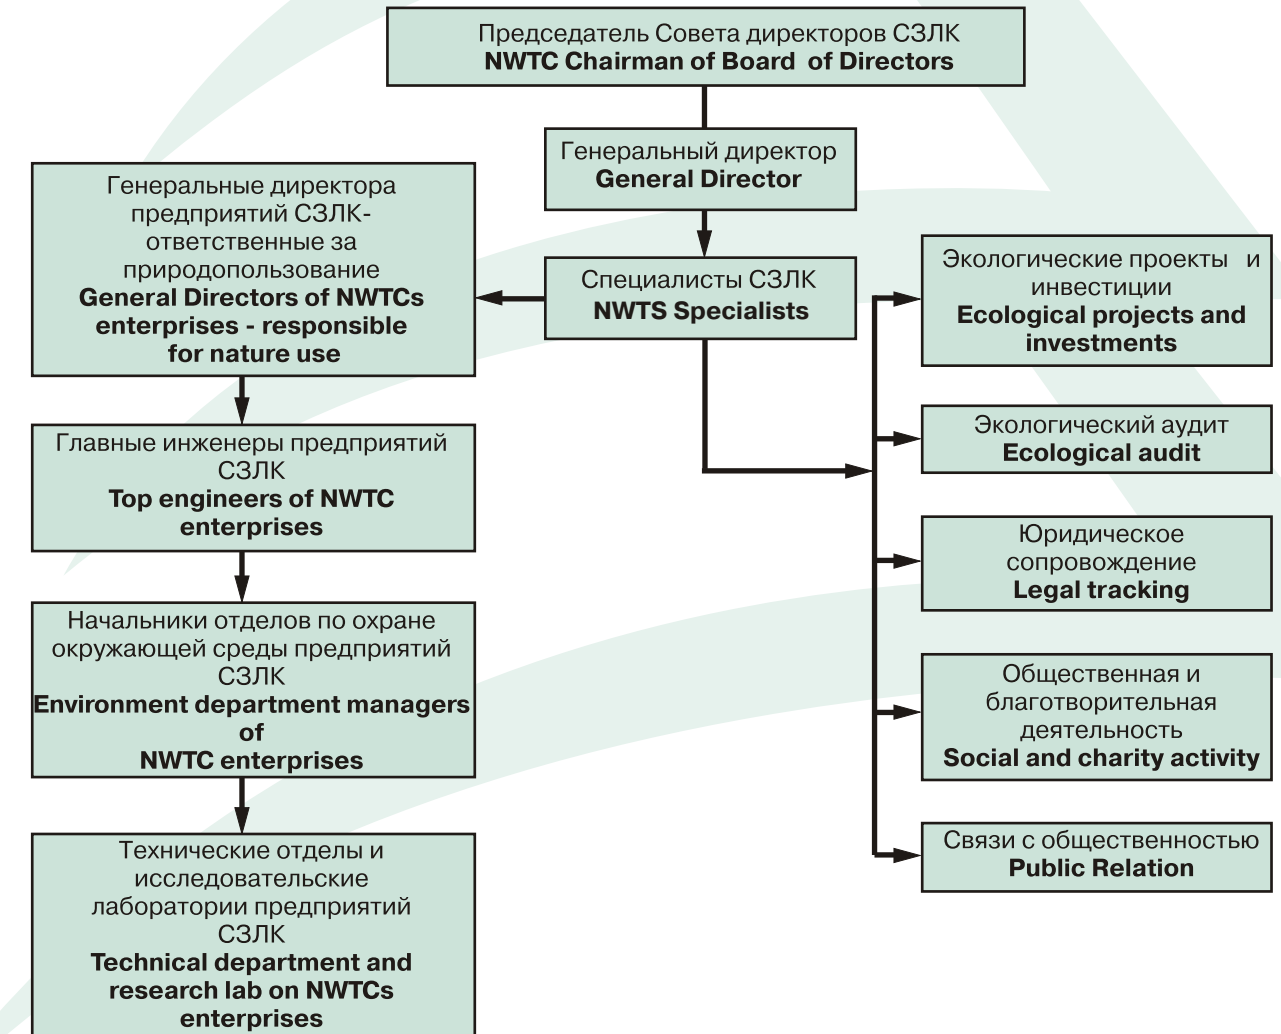 Председатель Совета директоров СЗЛК
NWTC Chairman of Board of Directors
Генеральный директор
General Director
Специалисты СЗЛК
NWTS Specialists
Генеральные директора
предприятий СЗЛК-
ответственные за
природопользование
General Directors of NWTCs
enterprises - responsible
for nature use
Главные инженеры предприятий
СЗЛК
Top engineers of NWTC
enterprises
Начальники отделов по охране
окружающей среды предприятий
СЗЛК
Environment department managers
of
NWTC enterprises
Технические отделы и
исследовательские
лаборатории предприятий
СЗЛК
Technical department and
research lab on NWTCs
enterprises
Экологические проекты и
инвестиции
Ecological projects and
investments
Экологический аудит
Ecological audit
Юридическое
сопровождение
Legal tracking
Общественная и
благотворительная
деятельность
Social and charity activity
Связи с общественностью
Public Relation